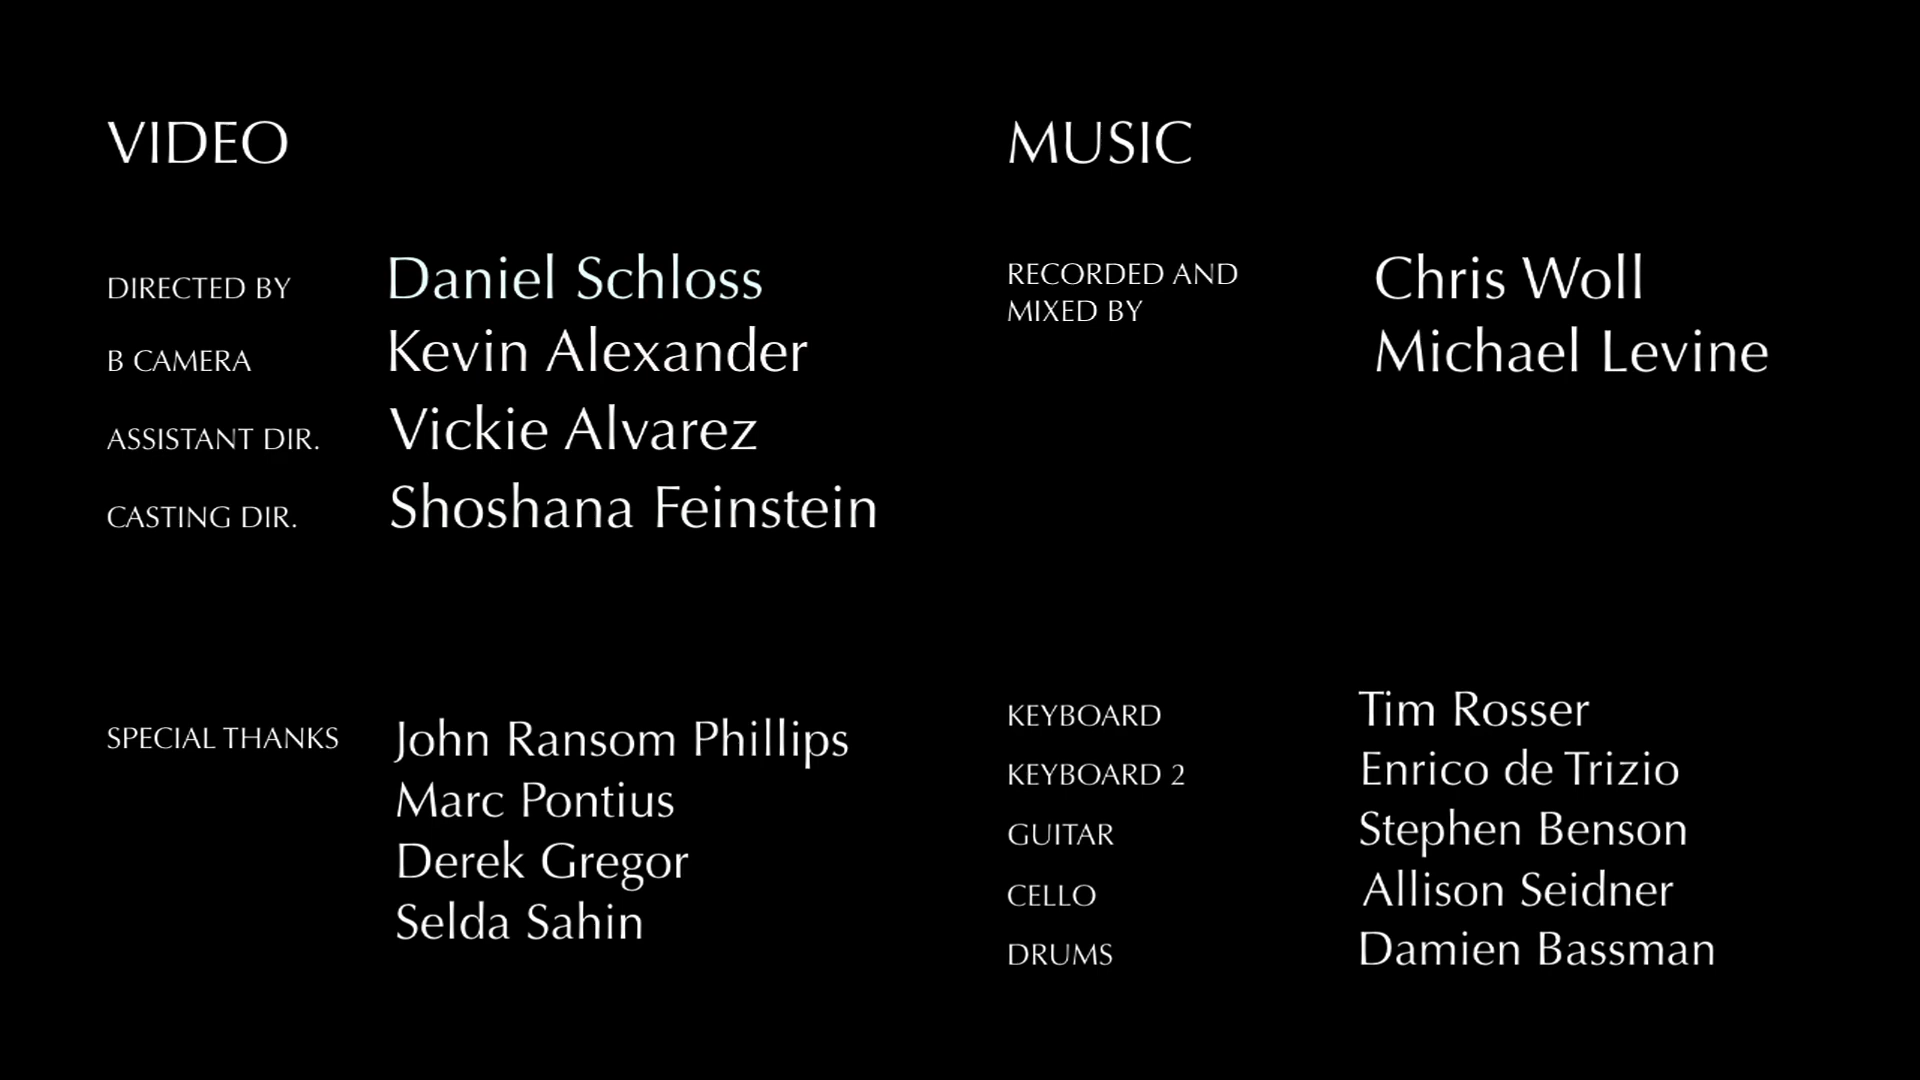 VIDEO
DIRECTED BY Daniel Schloss
B CAMERA Kevin Alexander
ASSISTANT DIR. Vickie Alvarez
CASTING DIR. Shoshana Feinstein
SPECIAL THANKS John Ransom Phillips
Marc Pontius
Derek Gregor
Selda Sahin
MUSIC
RECORDED AND Chris Woll
MIXED BY Michael Levine
KEYBOARD Tim Rosser
KEYBOARD 2 Enrico de Trizio
GUITAR Stephen Benson
CELLO Allison Seidner
DRUMS Damien Bassman